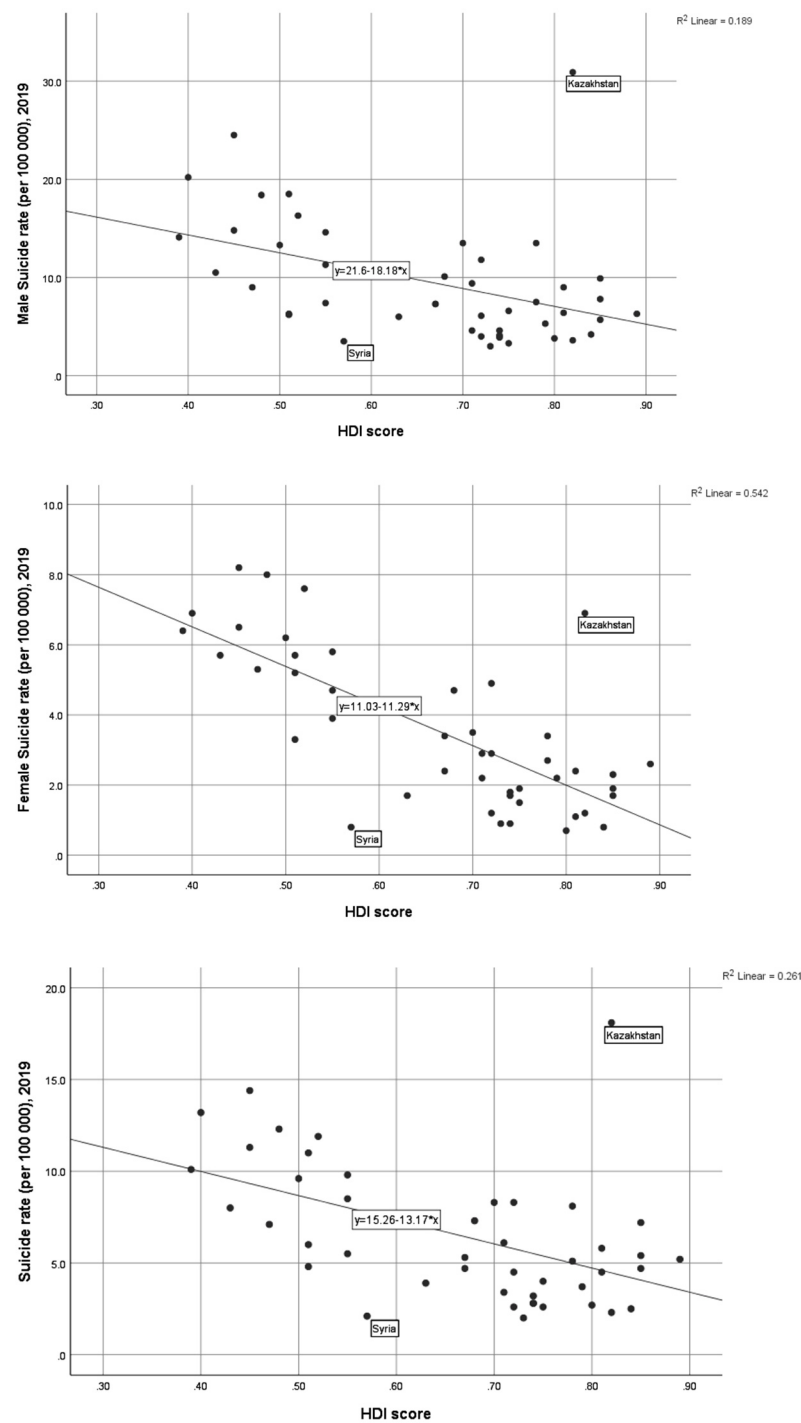 R2 Linear = 0.189
Male Suicide rate (per 100 000), 2019
30.0
20.0
10.0
.0
Kazakhstan
y=21.6-18.18*x
Syria
.30 .40 .50 .60 .70 .80 .90
HDI score
R2 Linear = 0.542
Female Suicide rate (per 100 000), 2019
10.0
8.0
6.0
4.0
2.0
.0
Kazakhstan
y=11.03-11.29*x
Syria
.30 .40 .50 .60 .70 .80 .90
HDI score
R2 Linear = 0.261
Suicide rate (per 100 000), 2019
20.0
15.0
10.0
5.0
.0
Kazakhstan
y=15.26-13.17*x
Syria
.30 .40 .50 .60 .70 .80 .90
HDI score